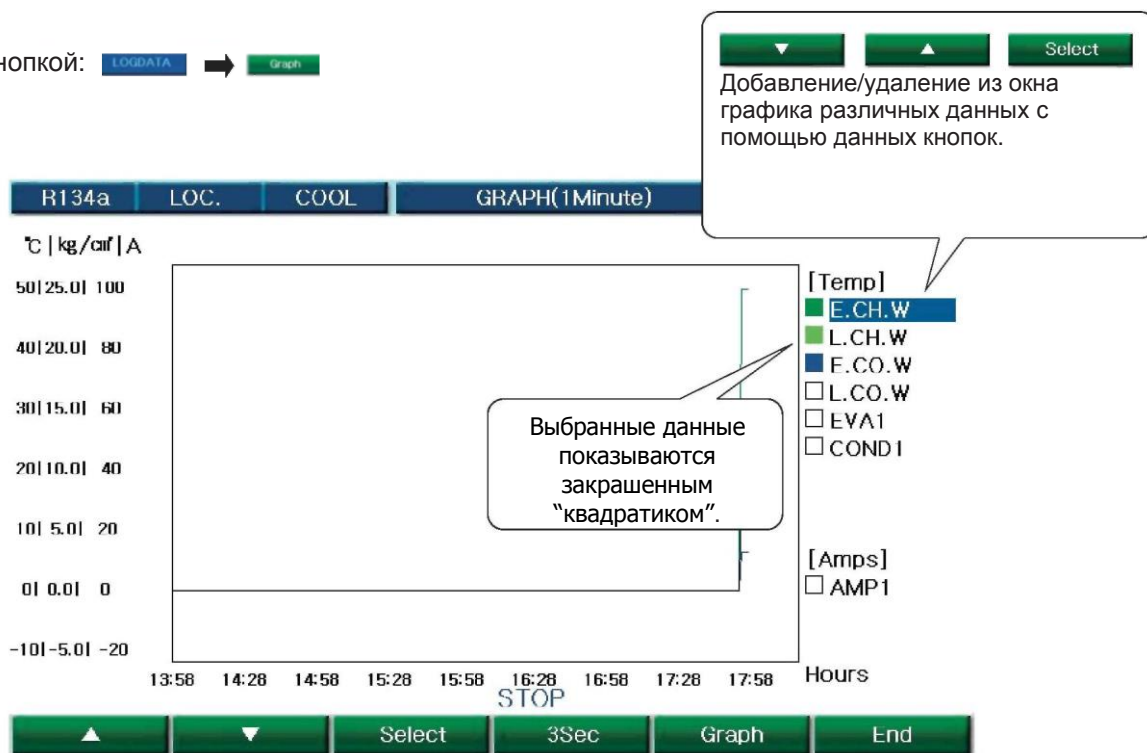 нопкой: LOGDATA ➡ Graph
▼ ▲ Select
Добавление/удаление из окна
графика различных данных с
помощью данных кнопок.
R134a LOC. COOL GRAPH(1Minute)
℃ | kg/㎠ | A
50|25.0| 100
40|20.0| 80
30|15.0| 60
20|10.0| 40
10| 5.0| 20
0| 0.0| 0
-10|-5.0| -20
[Temp]
E.CH.W
L.CH.W
E.CO.W
L.CO.W
EVA1
COND1
Выбранные данные
показываются
закрашенным
“квадратиком”.
[Amps]
AMP1
13:58 14:28 14:58 15:28 15:58 16:28 16:58 17:28 17:58 Hours
STOP
▲ ▼ Select 3Sec Graph End